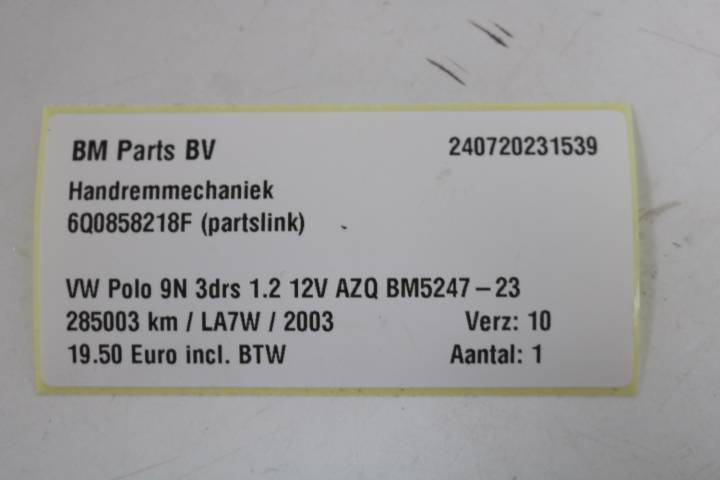 BM Parts BV 240720231539
Handremmechaniek
6Q0858218F (partslink)
VW Polo 9N 3drs 1.2 12V AZQ BM5247-23
285003 km / LA7W / 2003 Verz: 10
19.50 Euro incl. BTW Aantal: 1